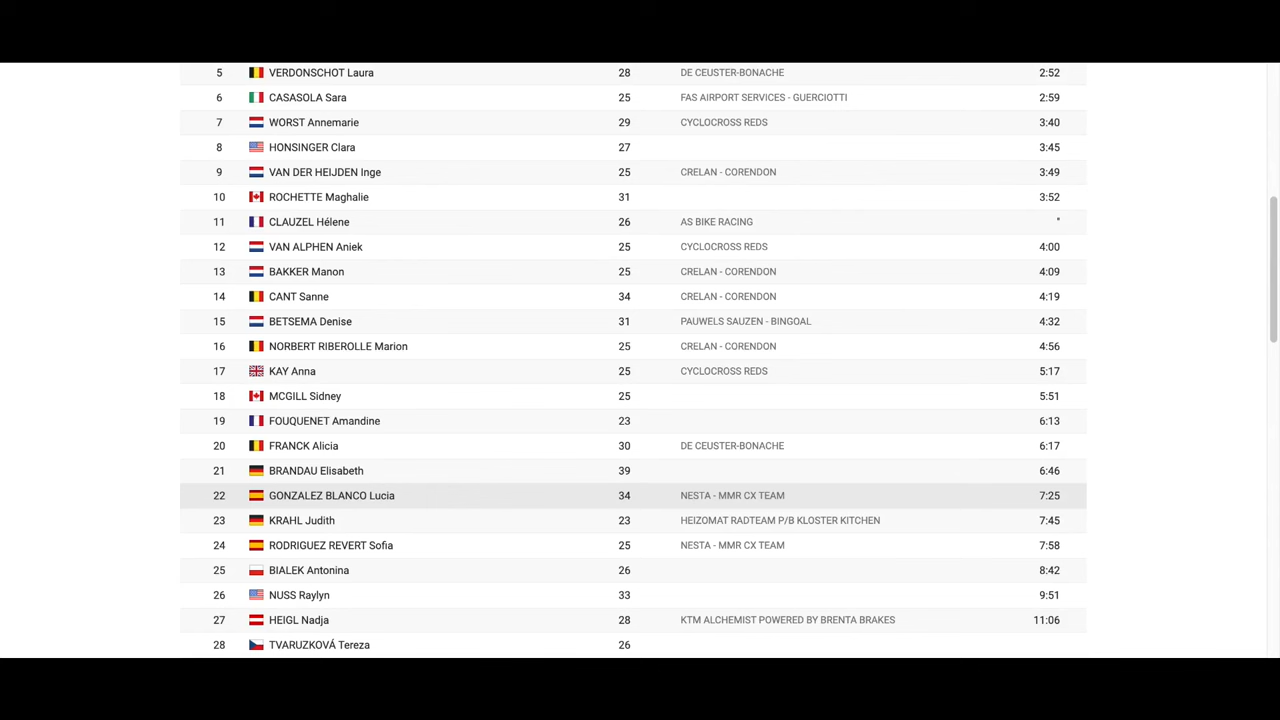 5 VERDONSCHOT Laura 28 DE CEUSTER-BONACHE 2:52
6 CASASOLA Sara 25 FAS AIRPORT SERVICES - GUERCIOTTI 2:59
7 WORST Annemarie 29 CYCLOCROSS REDS 3:40
8 HONSINGER Clara 27 3:45
9 VAN DER HEIJDEN Inge 25 CRELAN - CORENDON 3:49
10 ROCHETTE Maghalie 31 3:52
11 CLAUZEL Hélene 26 AS BIKE RACING "
12 VAN ALPHEN Aniek 25 CYCLOCROSS REDS 4:00
13 BAKKER Manon 25 CRELAN - CORENDON 4:09
14 CANT Sanne 34 CRELAN - CORENDON 4:19
15 BETSEMA Denise 31 PAUWELS SAUZEN - BINGOAL 4:32
16 NORBERT RIBEROLLE Marion 25 CRELAN - CORENDON 4:56
17 KAY Anna 25 CYCLOCROSS REDS 5:17
18 MCGILL Sidney 25 5:51
19 FOUQUENET Amandine 23 6:13
20 FRANCK Alicia 30 DE CEUSTER-BONACHE 6:17
21 BRANDAU Elisabeth 39 6:46
22 GONZALEZ BLANCO Lucia 34 NESTA - MMR CX TEAM 7:25
23 KRAHL Judith 23 HEIZOMAT RADTEAM P/B KLOSTER KITCHEN 7:45
24 RODRIGUEZ REVERT Sofia 25 NESTA - MMR CX TEAM 7:58
25 BIALEK Antonina 26 8:42
26 NUSS Raylyn 33 9:51
27 HEIGL Nadja 28 KTM ALCHEMIST POWERED BY BRENTA BRAKES 11:06
28 TVARUZKOVÁ Tereza 26